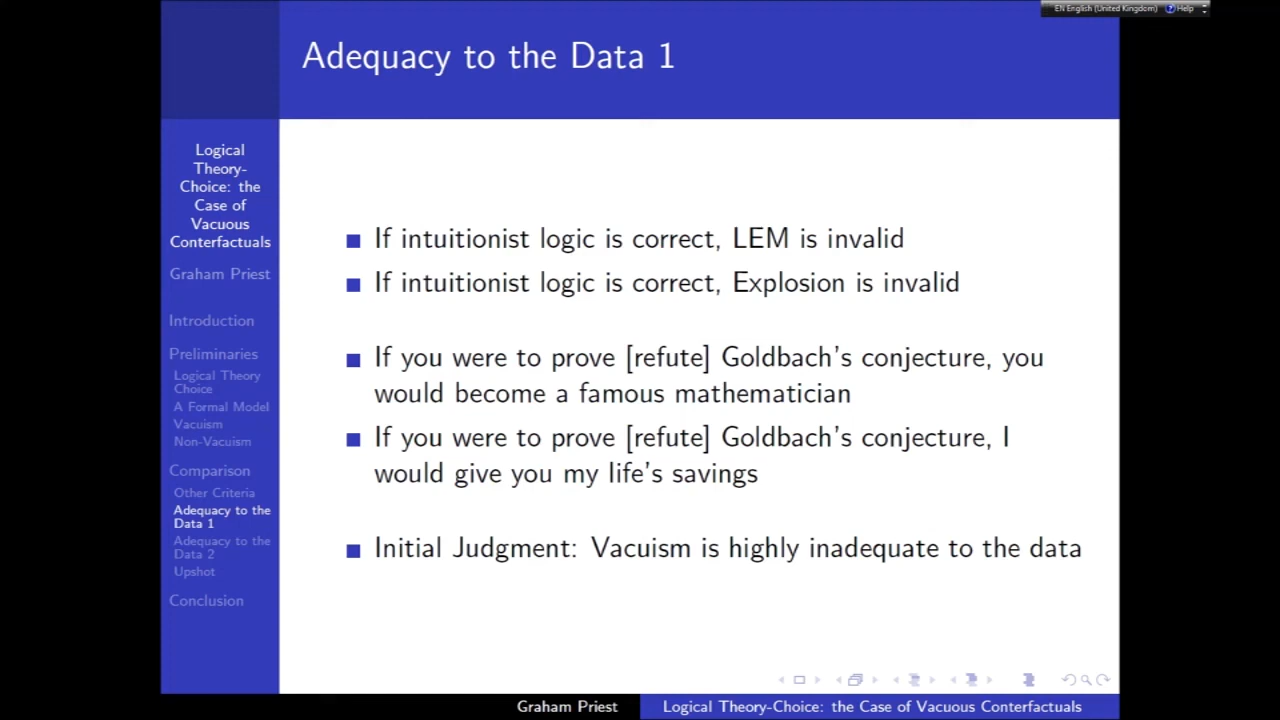 EN English (United Kingdom) Help
Adequacy to the Data 1
Logical
Theory-
Choice: the
Case of
Vacuous
Conterfactuals
Graham Priest
Introduction
Preliminaries
Logical Theory
Choice
A Formal Model
Vacuism
Non-Vacuism
Comparison
Other Criteria
Adequacy to the
Data 1
Adequacy to the
Data 2
Upshot
Conclusion
If intuitionist logic is correct, LEM is invalid
If intuitionist logic is correct, Explosion is invalid
If you were to prove [refute] Goldbach's conjecture, you
would become a famous mathematician
If you were to prove [refute] Goldbach's conjecture, I
would give you my life's savings
Initial Judgment: Vacuism is highly inadequate to the data
Graham Priest
Logical Theory-Choice: the Case of Vacuous Conterfactuals